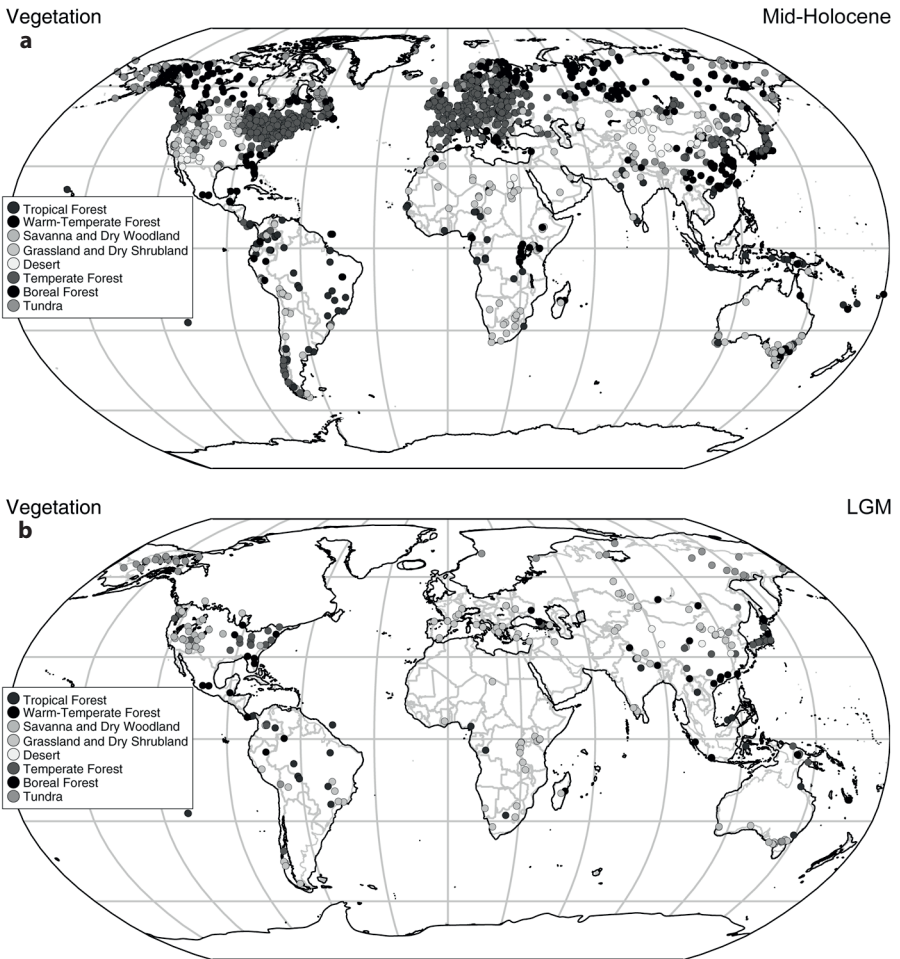 Vegetation
Mid-Holocene
a
Tropical Forest
Warm-Temperate Forest
Savanna and Dry Woodland
Grassland and Dry Shrubland
Desert
Temperate Forest
Boreal Forest
Tundra
Vegetation
LGM
b
Tropical Forest
Warm-Temperate Forest
Savanna and Dry Woodland
Grassland and Dry Shrubland
Desert
Temperate Forest
Boreal Forest
Tundra